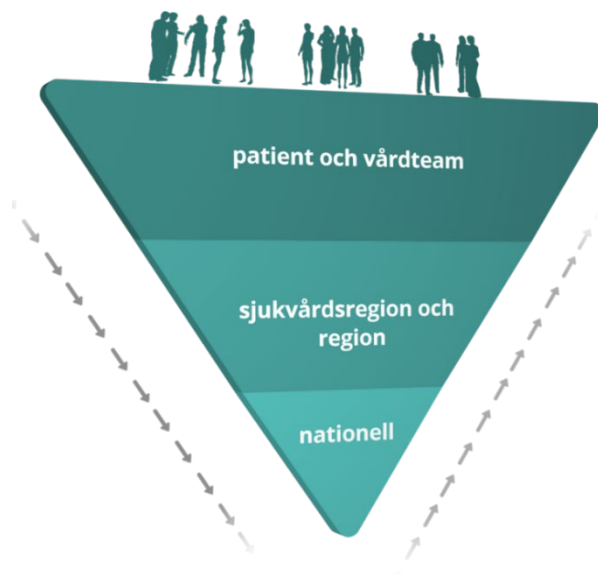 patient och vårdteam
sjukvårdsregion och
region
nationell